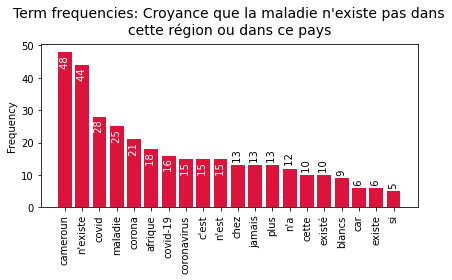 Term frequencies: Croyance que la maladie n'existe pas dans
cette région ou dans ce pays
Frequency
50
40
30
20
10
0
48
44
28
25
21
18
16
15
15
15
13
13
13
12
10
10
9
6
6
5
cameroun
n'existe
covid
maladie
corona
afrique
covid-19
coronavirus
c'est
n'est
chez
jamais
plus
n'a
cette
existé
blancs
car
existe
si